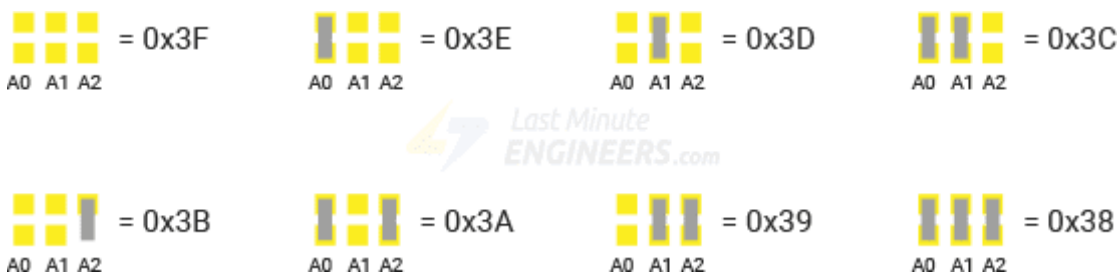 = 0x3F
A0 A1 A2
= 0x3E
A0 A1 A2
= 0x3D
A0 A1 A2
= 0x3C
A0 A1 A2
Last Minute
ENGINEERS.com
= 0x3B
A0 A1 A2
= 0x3A
A0 A1 A2
= 0x39
A0 A1 A2
= 0x38
A0 A1 A2